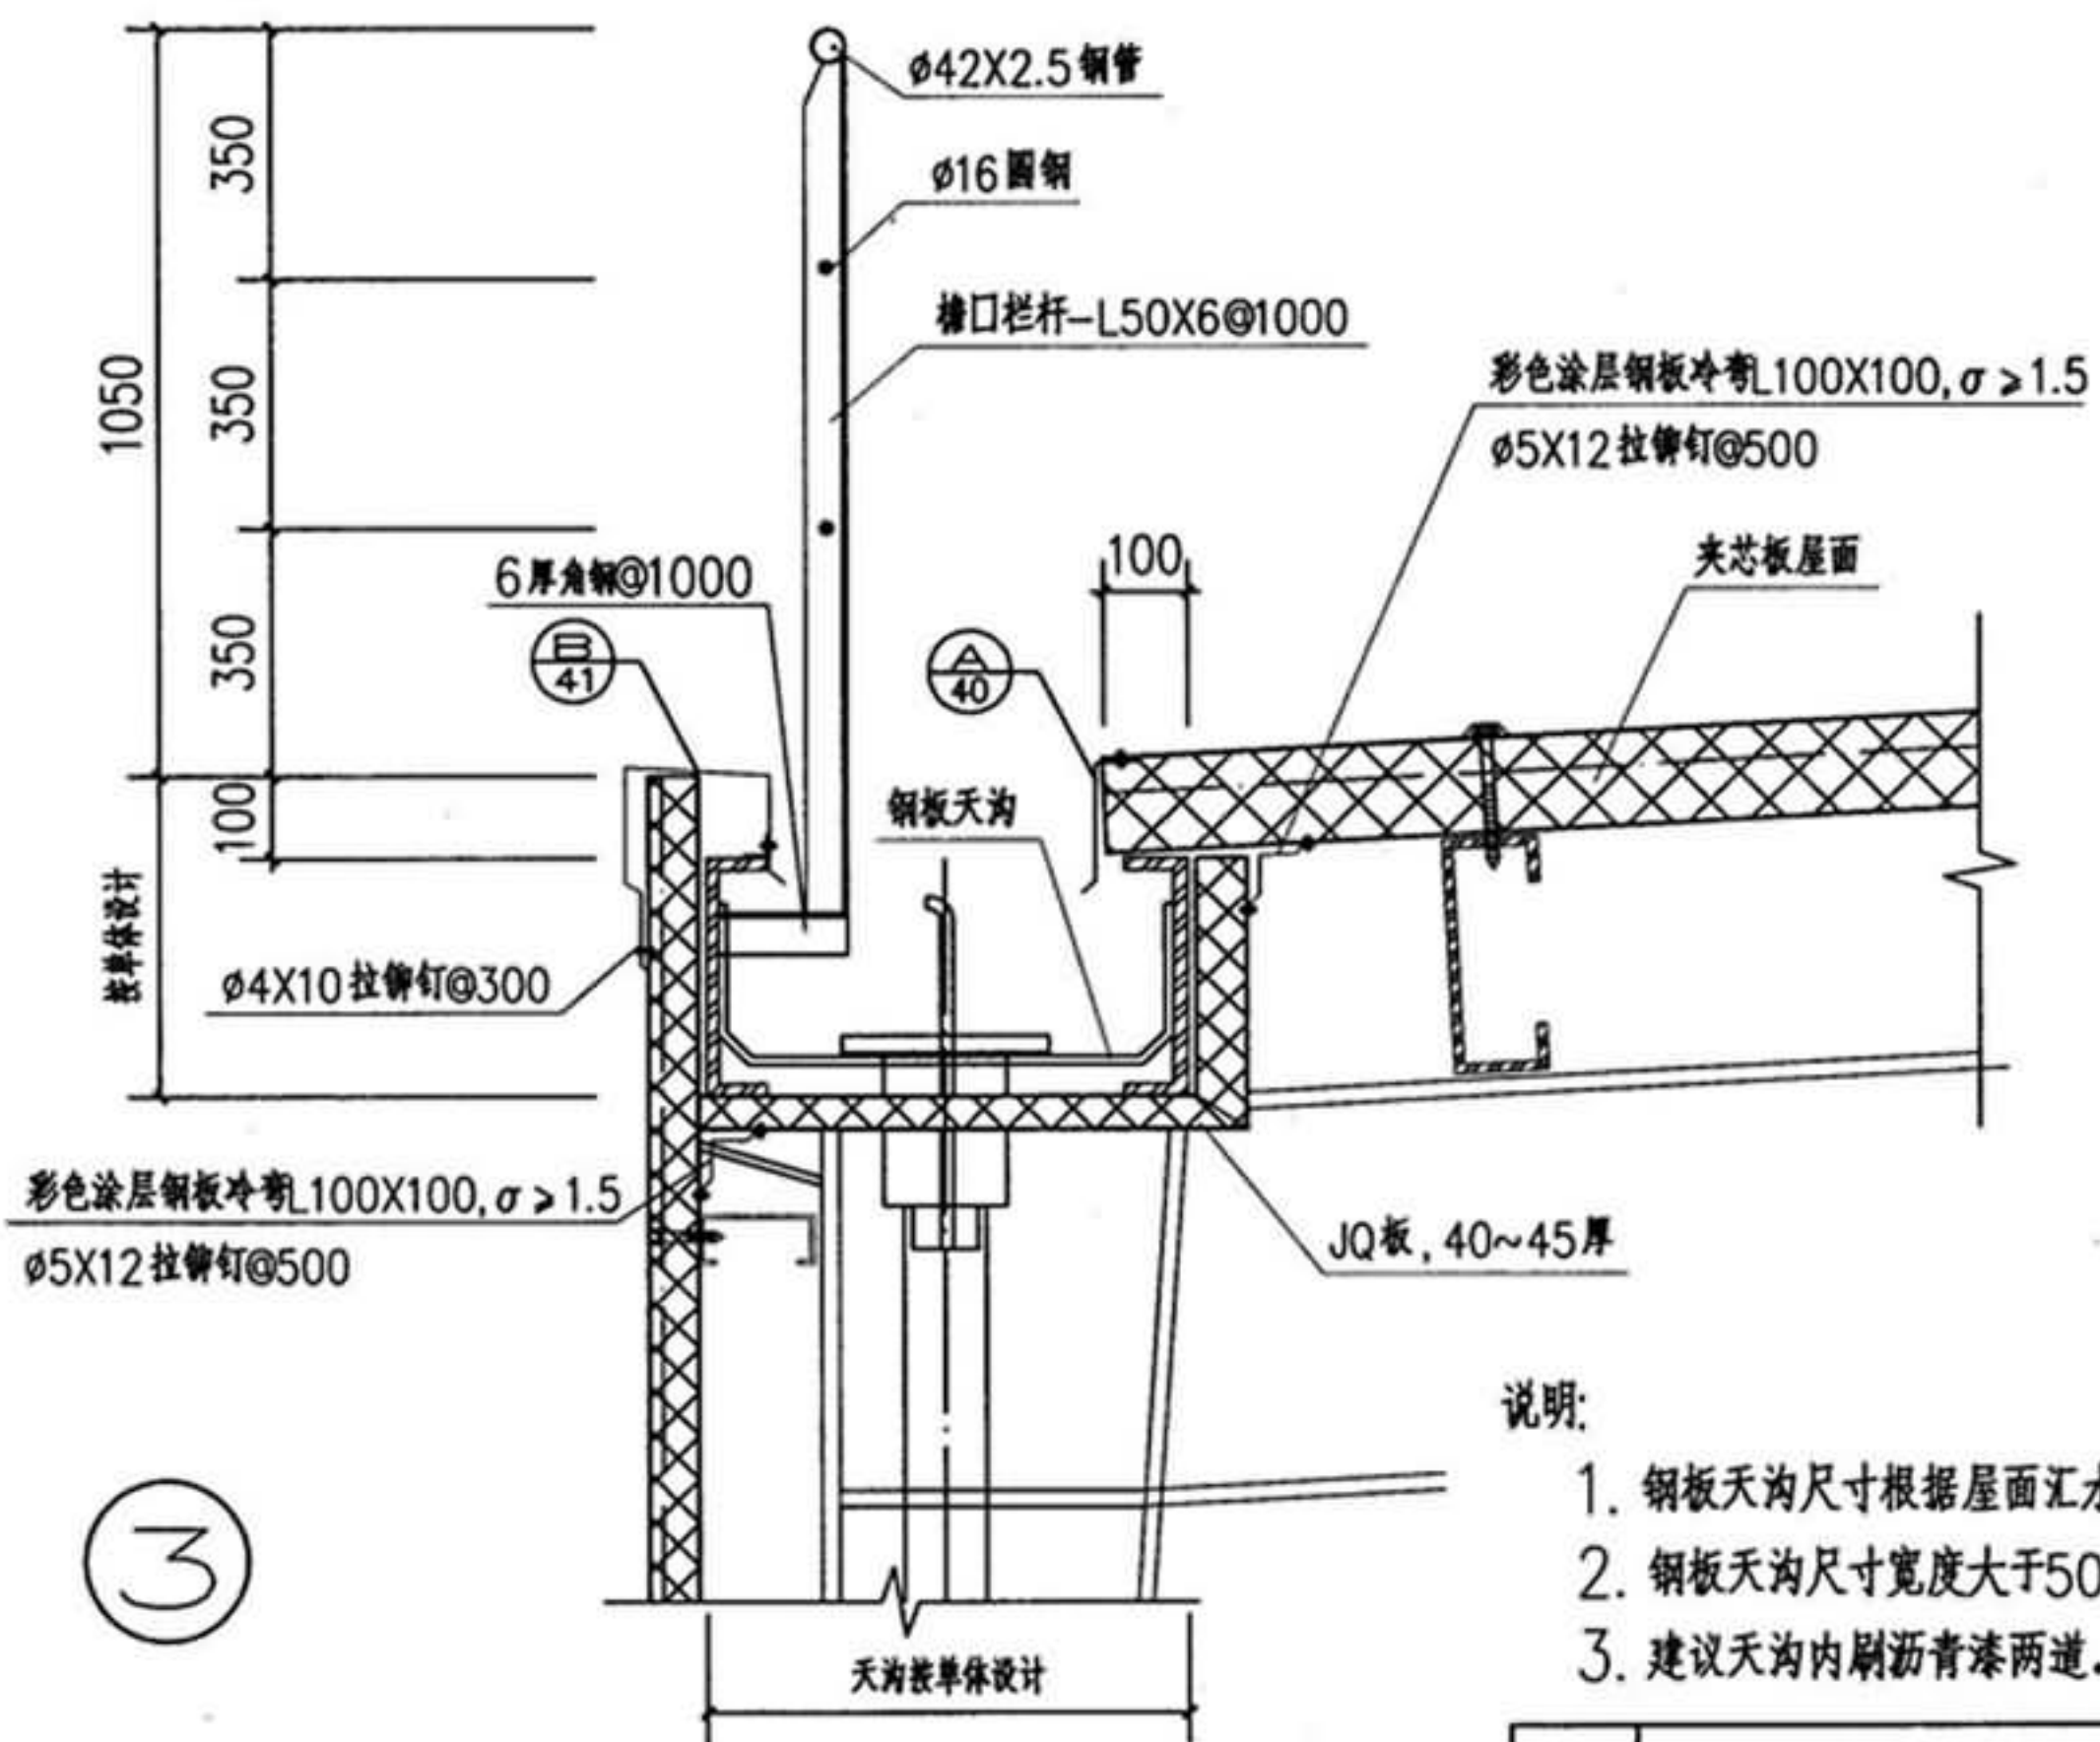 ø42X2.5钢管
ø16圆钢
檐口栏杆-L50X6@1000
彩色涂层钢板冷弯L100X100,σ≥1.5
ø5X12拉铆钉@500
夹芯板屋面
100
6厚角钢@1000
B
41
A
40
钢板天沟
1050
350
350
350
100
按单体设计
ø4X10拉铆钉@300
彩色涂层钢板冷弯L100X100,σ≥1.5
ø5X12拉铆钉@500
JQ板,40~45厚
3
天沟按单体设计
说明:
1. 钢板天沟尺寸根据屋面汇
2. 钢板天沟尺寸宽度大于50
3. 建议天沟内刷沥青漆两道.